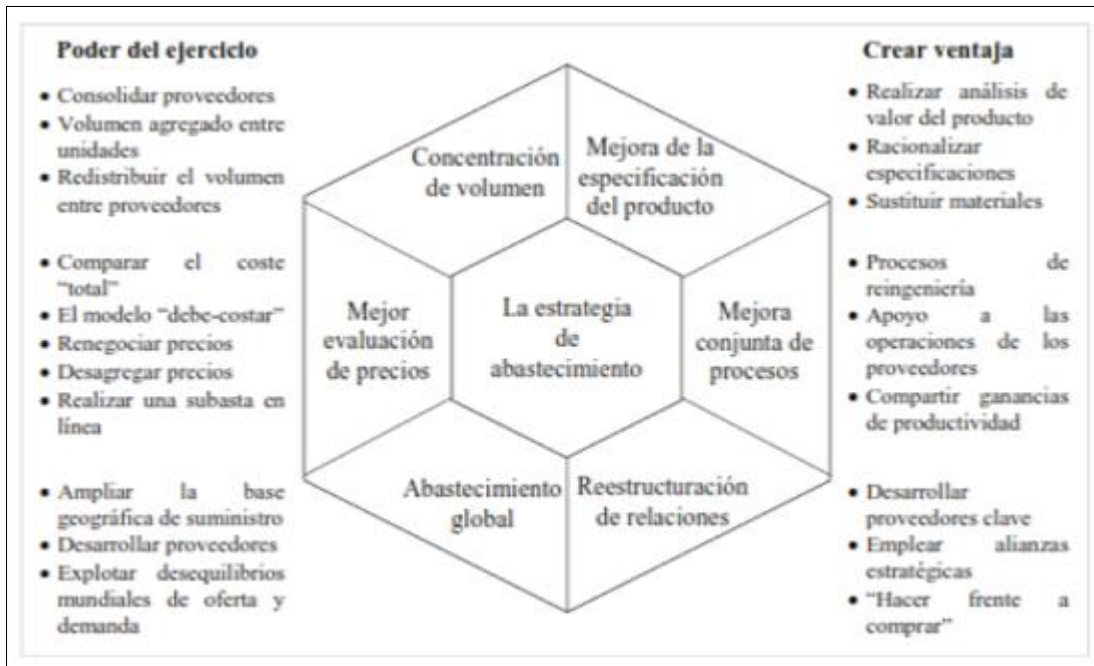 Poder del ejercicio
• Consolidar proveedores
• Volumen agregado entre
unidades
• Redistribuir el volumen
entre proveedores
• Comparar el coste
"total"
• El modelo "debe-costar"
• Renegociar precios
• Desagregar precios
• Realizar una subasta en
línea
• Ampliar la base
geográfica de suministro
• Desarrollar proveedores
• Explotar desequilibrios
mundiales de oferta y
demanda
Concentración
de volumen
Mejora de la
especificación
del producto
Mejor
evaluación
de precios
La estrategia
de
abastecimiento
Mejora
conjunta de
procesos
Abastecimiento
global
Reestructuración
de relaciones
Crear ventaja
• Realizar análisis de
valor del producto
• Racionalizar
especificaciones
• Sustituir materiales
• Procesos de
reingeniería
• Apoyo a las
operaciones de los
proveedores
• Compartir ganancias
de productividad
• Desarrollar
proveedores clave
• Emplear alianzas
estratégicas
• "Hacer frente a
comprar"